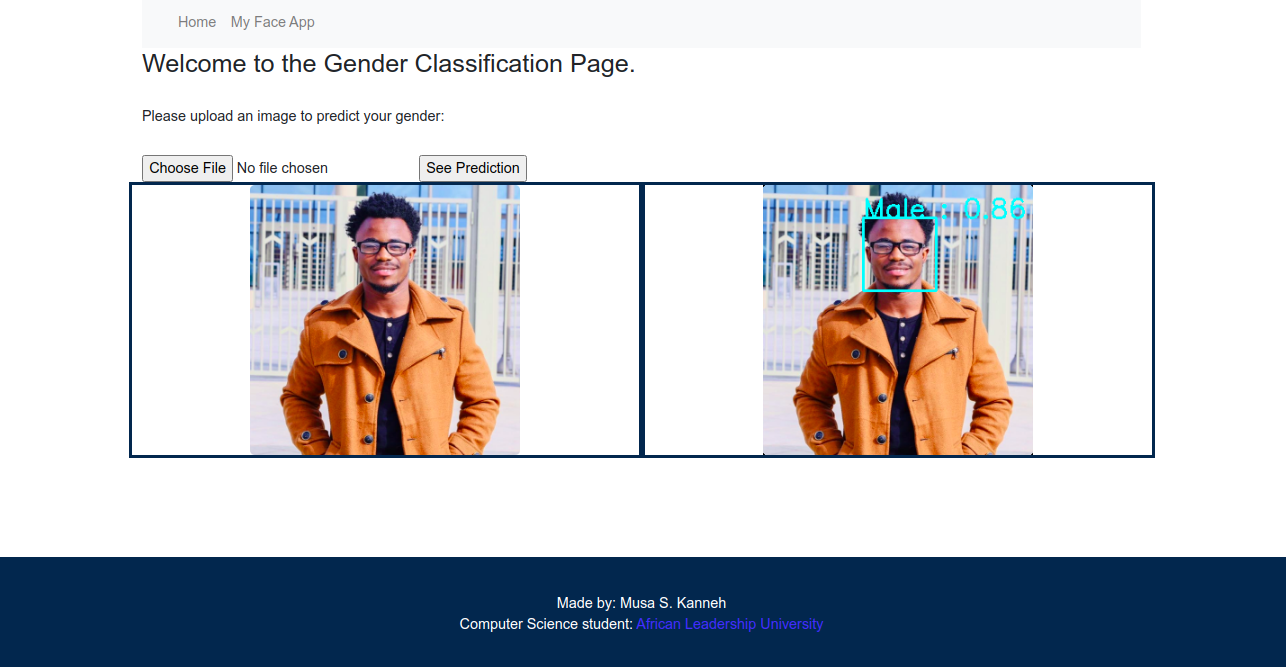 Home My Face App
Welcome to the Gender Classification Page.
Please upload an image to predict your gender:
Choose File No file chosen See Prediction
Male : 0.86
Made by: Musa S. Kanneh
Computer Science student: African Leadership University